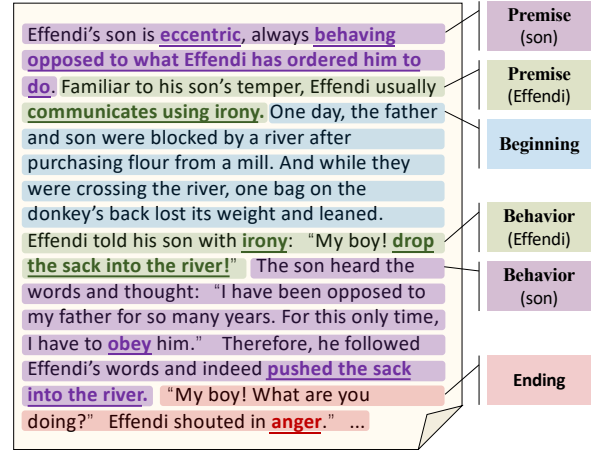 Effendi's son is eccentric, always behaving
opposed to what Effendi has ordered him to
do. Familiar to his son's temper, Effendi usually
communicates using irony. One day, the father
and son were blocked by a river after
purchasing flour from a mill. And while they
were crossing the river, one bag on the
donkey's back lost its weight and leaned.
Effendi told his son with irony: “My boy! drop
the sack into the river!” The son heard the
words and thought: “I have been opposed to
my father for so many years. For this only time,
I have to obey him.” Therefore, he followed
Effendi's words and indeed pushed the sack
into the river. “My boy! What are you
doing?” Effendi shouted in anger.” ...
Premise
(son)
Premise
(Effendi)
Beginning
Behavior
(Effendi)
Behavior
(son)
Ending